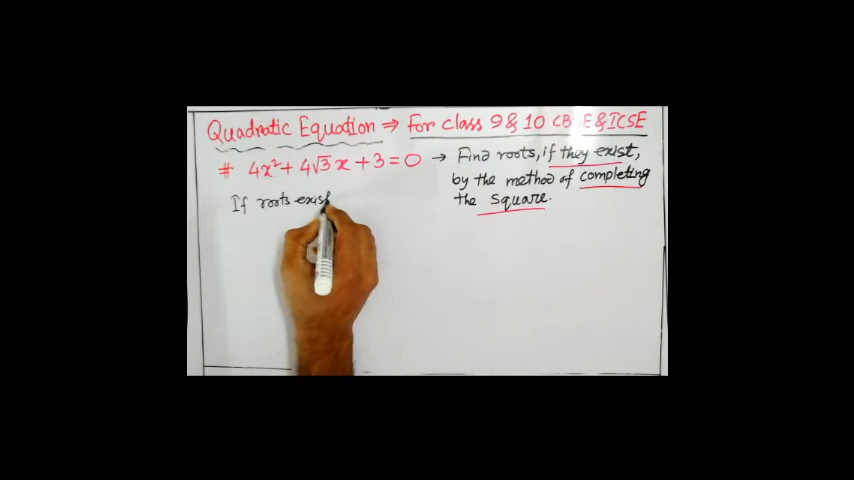 Quadratic Equation ⇒ For Class 9 & 10 CB E & ICSE
# 4x² + 4√3 x + 3 = 0 → Find roots, if they exist,
by the method of completing
the square.
If roots exist